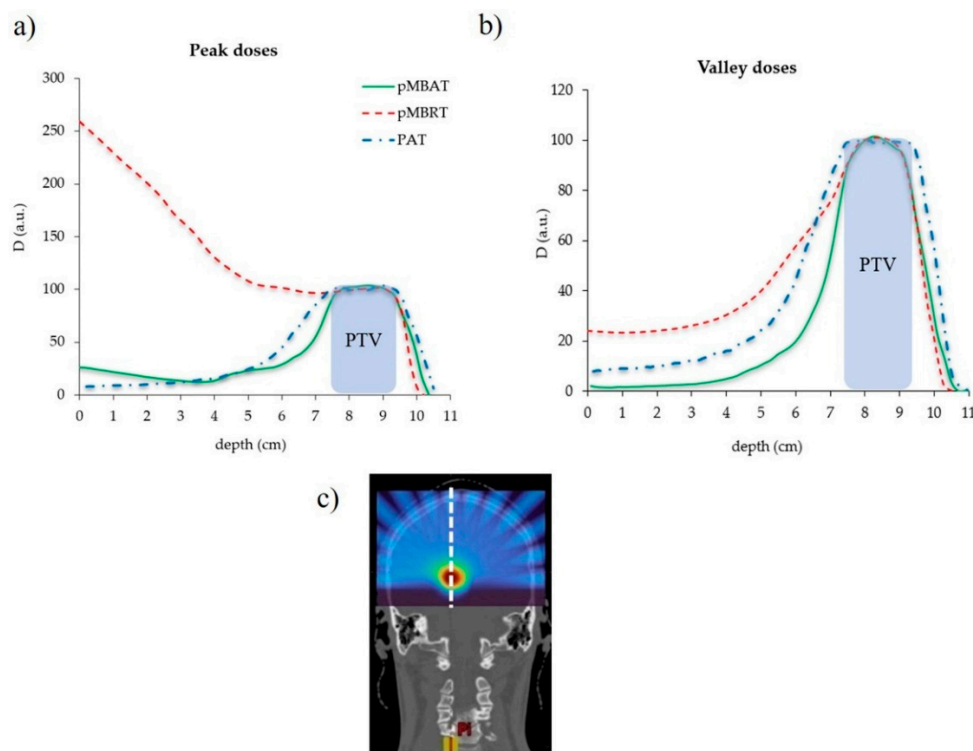 a)
Peak doses
300
250
200
150
100
50
0
D (a.u.)
pMBAT
pMBRT
PAT
PTV
0 1 2 3 4 5 6 7 8 9 10 11
depth (cm)
b)
Valley doses
120
100
80
60
40
20
0
D (a.u.)
PTV
0 1 2 3 4 5 6 7 8 9 10 11
depth (cm)
c)